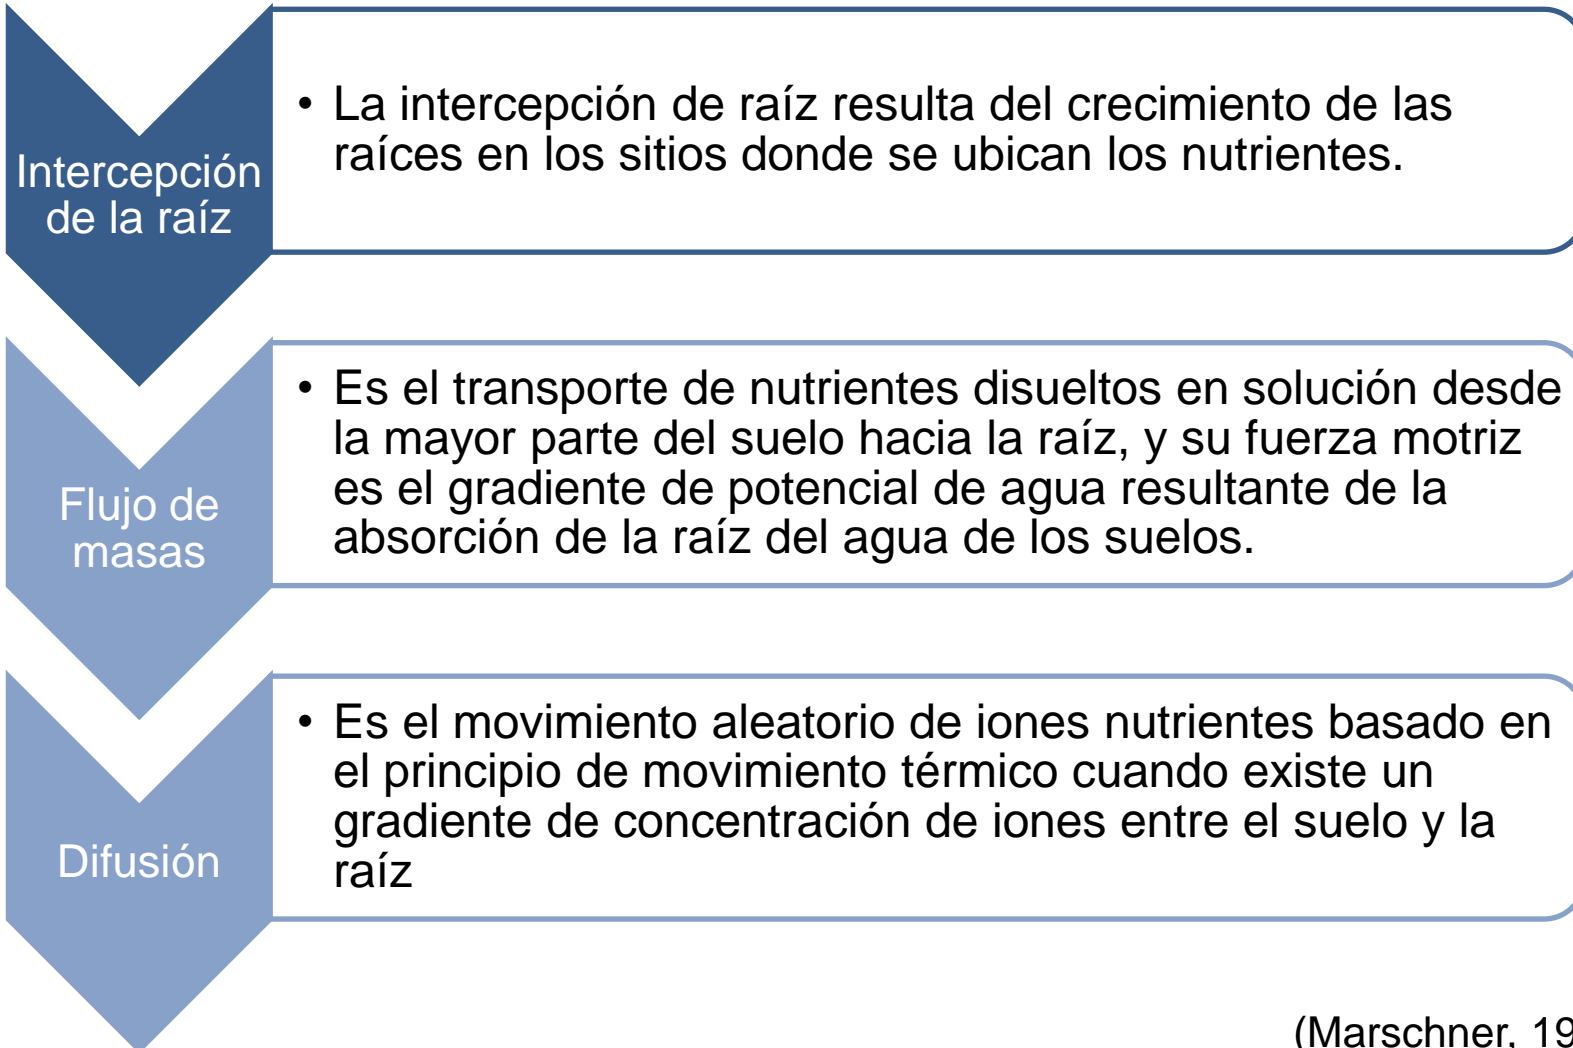 Intercepción
de la raíz
• La intercepción de raíz resulta del crecimiento de las
raíces en los sitios donde se ubican los nutrientes.
Flujo de
masas
• Es el transporte de nutrientes disueltos en solución desde
la mayor parte del suelo hacia la raíz, y su fuerza motriz
es el gradiente de potencial de agua resultante de la
absorción de la raíz del agua de los suelos.
Difusión
• Es el movimiento aleatorio de iones nutrientes basado en
el principio de movimiento térmico cuando existe un
gradiente de concentración de iones entre el suelo y la
raíz
(Marschner, 19